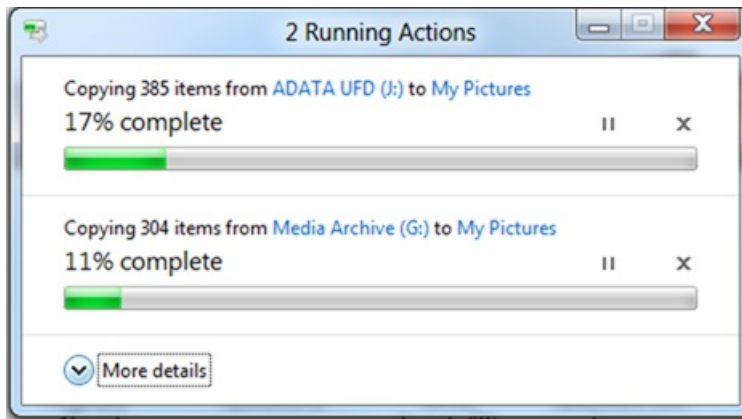 2 Running Actions
Copying 385 items from ADATA UFD (J:) to My Pictures
17% complete
Copying 304 items from Media Archive (G:) to My Pictures
11% complete
More details